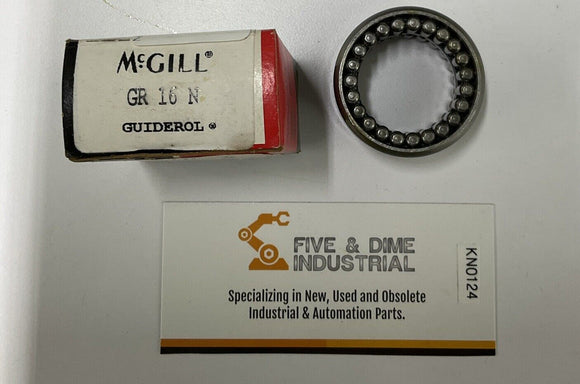 McGILL®
GR 16 N
GUIDEROL®
FIVE & DIME
INDUSTRIAL
KN0124
Specializing in New, Used and Obsolete
Industrial & Automation Parts.